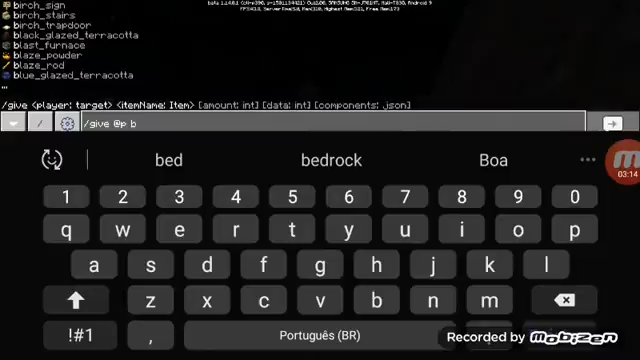 birch_sign
birch_stairs
birch_trapdoor
black_glazed_terracotta
blast_furnace
blaze_powder
blaze_rod
blue_glazed_terracotta
...
/give <player: target> <itemName: Item> [amount: int] [data: int] [components: json]
/ /give @p b
bed bedrock Boa ...
03:14
1 2 3 4 5 6 7 8 9 0
q w e r t y u i o p
a s d f g h j k l
z x c v b n m
!#1 , Português (BR)
Recorded by Mobizen